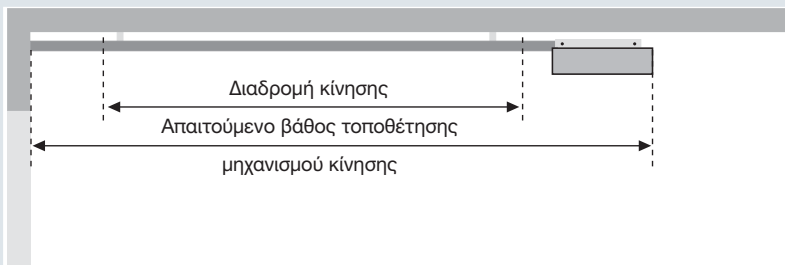 Διαδρομή κίνησης
Απαιτούμενο βάθος τοποθέτησης
μηχανισμού κίνησης